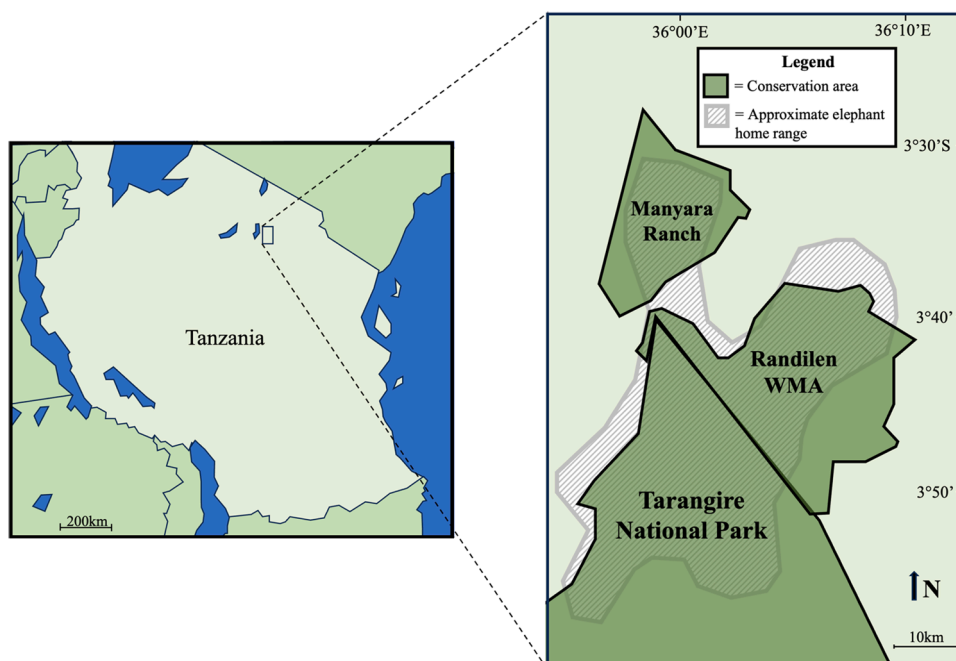 36°00'E
36°10'E
Legend
= Conservation area
= Approximate elephant
home range
3°30'S
Manyara
Ranch
3°40'
Randilen
WMA
Tanzania
3°50'
Tarangire
National Park
200km
N
10km